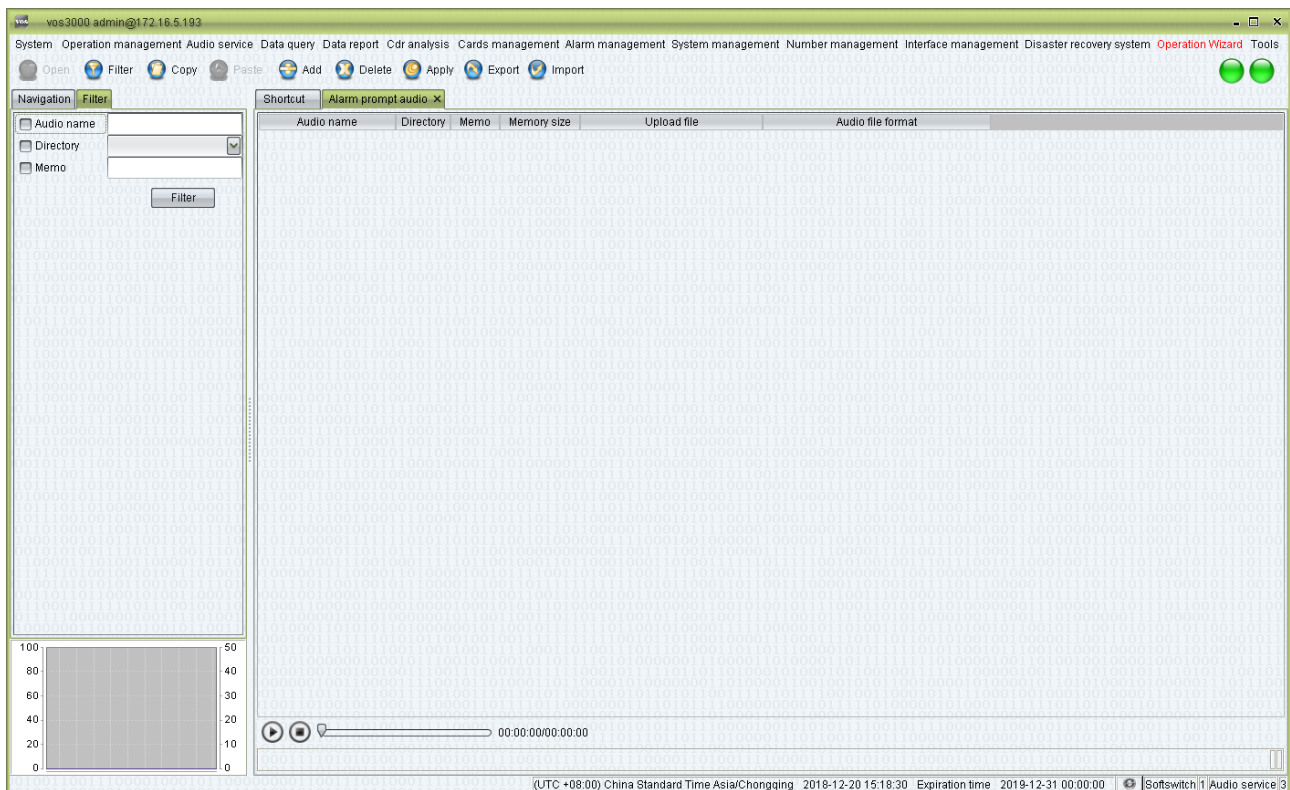 vos vos3000 admin@172.16.5.193
System Operation management Audio service Data query Data report Cdr analysis Cards management Alarm management System management Number management Interface management Disaster recovery system Operation Wizard Tools
Open Filter Copy Paste Add Delete Apply Export Import
Navigation Filter Shortcut Alarm prompt audio
Audio name Audio name Directory Memo Memory size Upload file Audio file format
Directory
Memo
Filter
100 50
80 40
60 30
40 20
20 10
0 0
00:00:00/00:00:00
(UTC +08:00) China Standard Time Asia/Chongqing 2018-12-20 15:18:30 Expiration time 2019-12-31 00:00:00 Softswitch 1 Audio service 3